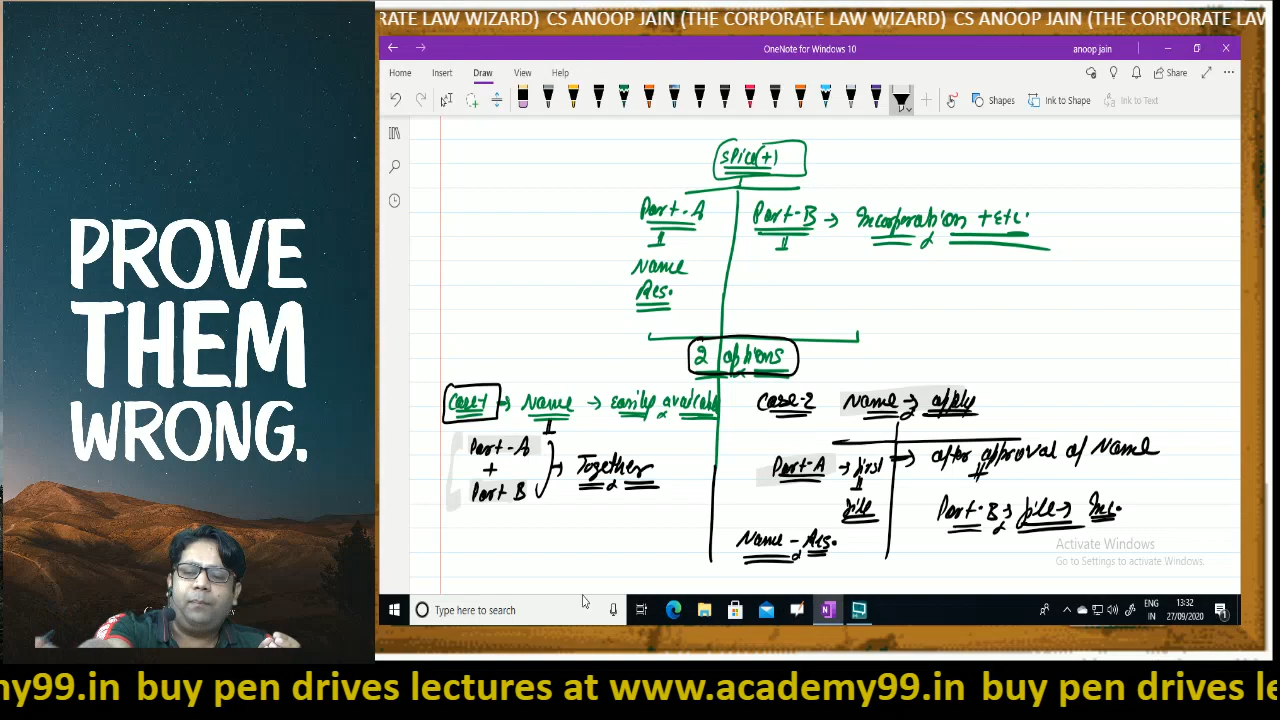 RATE LAW WIZARD) CS ANOOP JAIN (THE CORPORATE LAW WIZARD) CS ANOOP JAIN (THE CORPORATE LAW
OneNote for Windows 10
anoop jain
Home Insert Draw View Help
Share
Shapes
Ink to Shape
Ink to Text
PROVE
THEM
WRONG.
SPice(+)
Part-A
Part-B → Incorporation + Etc.
Name
Res.
2 options
Case-1 → Name → easily available
Part-A
+
Part B
Together
Case-2 Name → apply
Part-A → first → after approval of Name
file
Part-B → file → Inc.
Name - Res.
Activate Windows
Go to Settings to activate Windows.
Type here to search
ENG
IN
13:32
27/09/2020
my99.in buy pen drives lectures at www.academy99.in buy pen drives le